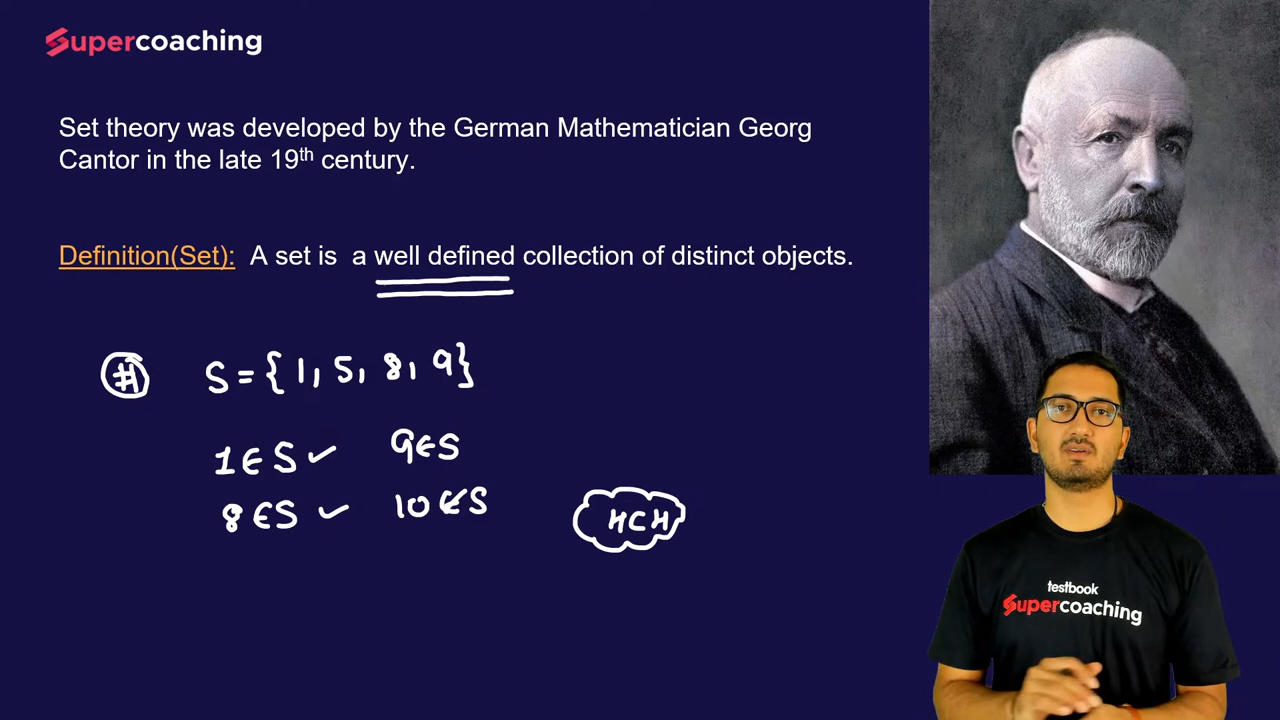 Supercoaching
Set theory was developed by the German Mathematician Georg
Cantor in the late 19th century.
Definition(Set): A set is a well defined collection of distinct objects.
# S = {1, 5, 8, 9}
1 ∈ S ✓ 9 ∈ S
8 ∈ S ✓ 10 ∉ S
HCH
testbook
Supercoaching